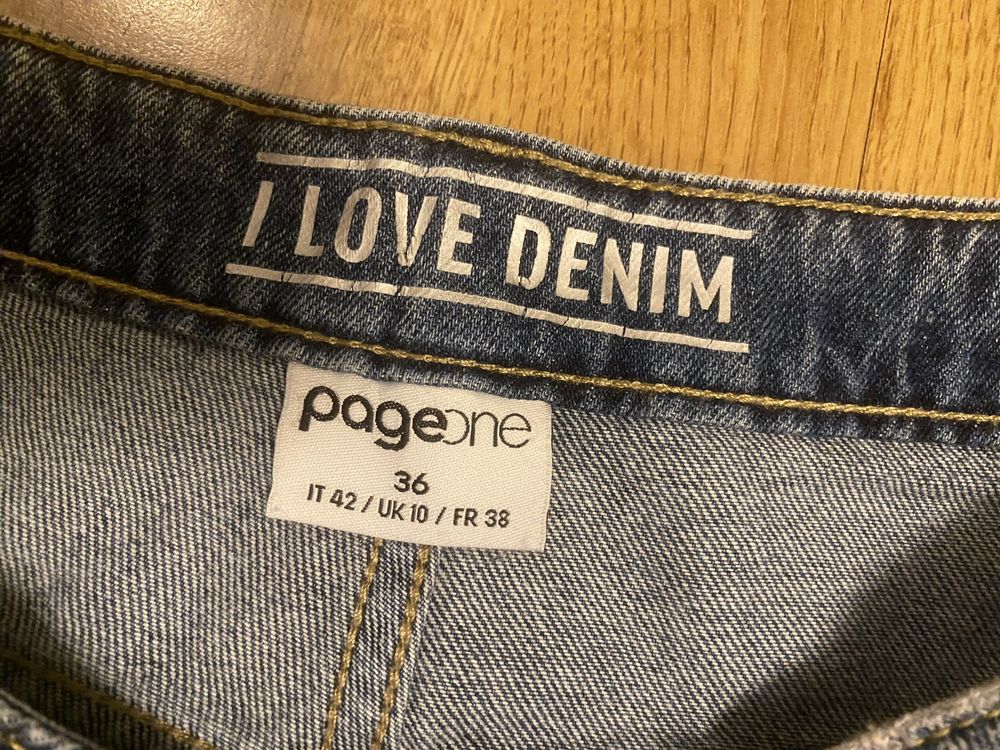 I LOVE DENIM
pageone
36
IT 42 / UK 10 / FR 38